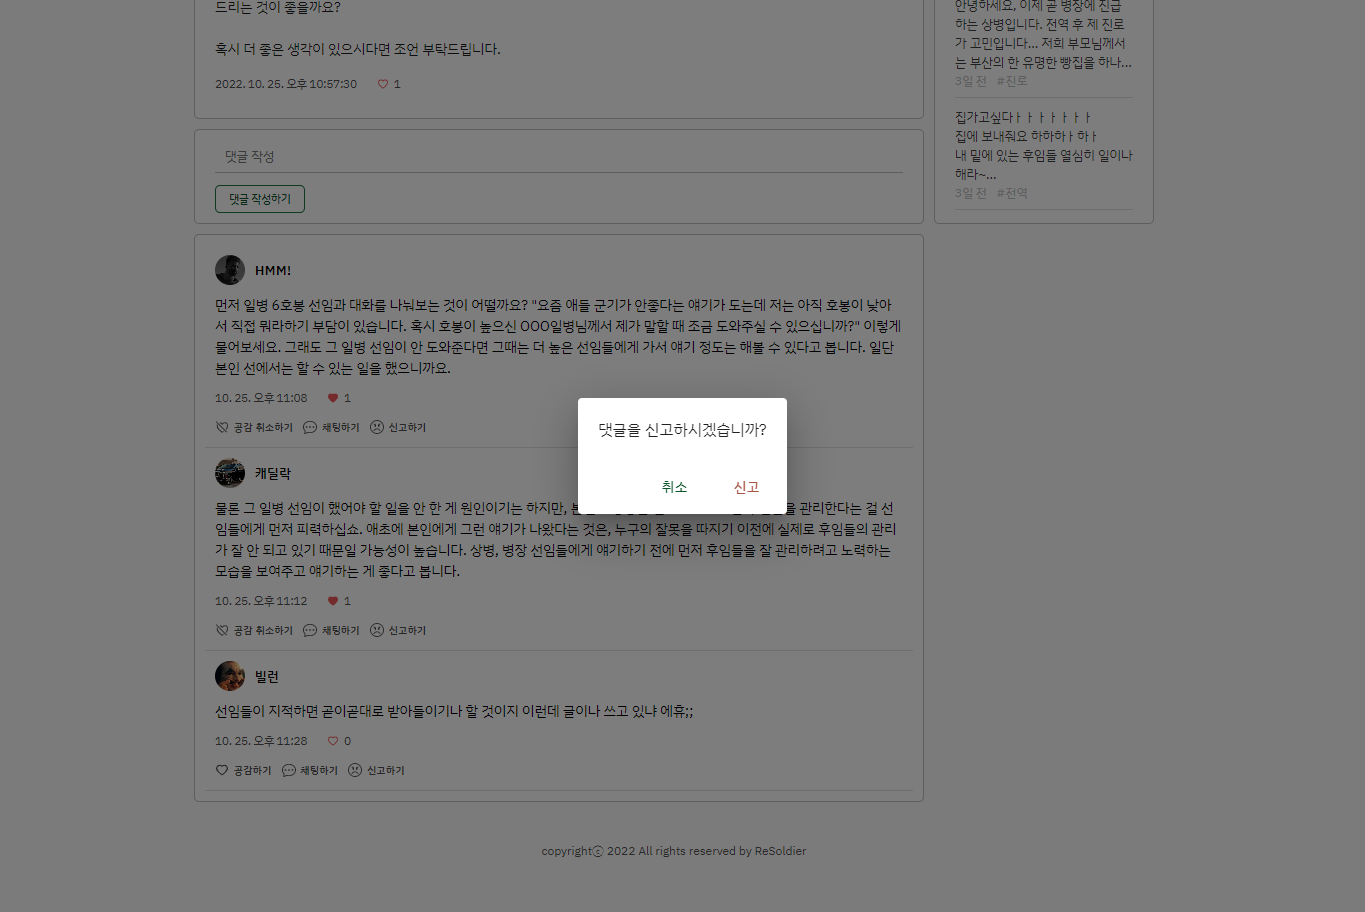 드리는 것이 좋을까요?
혹시 더 좋은 생각이 있으시다면 조언 부탁드립니다.
2022. 10. 25. 오후 10:57:30 1
댓글 작성
댓글 작성하기
HMM!
먼저 일병 6호봉 선임과 대화를 나눠보는 것이 어떨까요? "요즘 애들 군기가 안좋다는 얘기가 도는데 저는 아직 호봉이 낮아
서 직접 뭐라하기 부담이 있습니다. 혹시 호봉이 높으신 OOO일병님께서 제가 말할 때 조금 도와주실 수 있으십니까?" 이렇게
물어보세요. 그래도 그 일병 선임이 안 도와준다면 그때는 더 높은 선임들에게 가서 얘기 정도는 해볼 수 있다고 봅니다. 일단
본인 선에서는 할 수 있는 일을 했으니까요.
10. 25. 오후 11:08 1
공감 취소하기 채팅하기 신고하기
캐딜락
물론 그 일병 선임이 했어야 할 일을 안 한 게 원인이기는 하지만, 관리한다는 걸 선
임들에게 먼저 피력하십쇼. 애초에 본인에게 그런 얘기가 나왔다는 것은, 누구의 잘못을 따지기 이전에 실제로 후임들의 관리
가 잘 안 되고 있기 때문일 가능성이 높습니다. 상병, 병장 선임들에게 얘기하기 전에 먼저 후임들을 잘 관리하려고 노력하는
모습을 보여주고 얘기하는 게 좋다고 봅니다.
10. 25. 오후 11:12 1
공감 취소하기 채팅하기 신고하기
빌런
선임들이 지적하면 곧이곧대로 받아들이기나 할 것이지 이런데 글이나 쓰고 있냐 에휴;;
10. 25. 오후 11:28 0
공감하기 채팅하기 신고하기
안녕하세요, 이제 곧 병장에 진급
하는 상병입니다. 전역 후 제 진로
가 고민입니다... 저희 부모님께서
는 부산의 한 유명한 빵집을 하나...
3일 전 #진로
집가고싶다ㅏㅏㅏㅏㅏㅏㅏ
집에 보내줘요 하하하ㅏ하ㅏ
내 밑에 있는 후임들 열심히 일이나
해라~...
3일 전 #전역
댓글을 신고하시겠습니까?
취소 신고
copyrightⓒ 2022 All rights reserved by ReSoldier